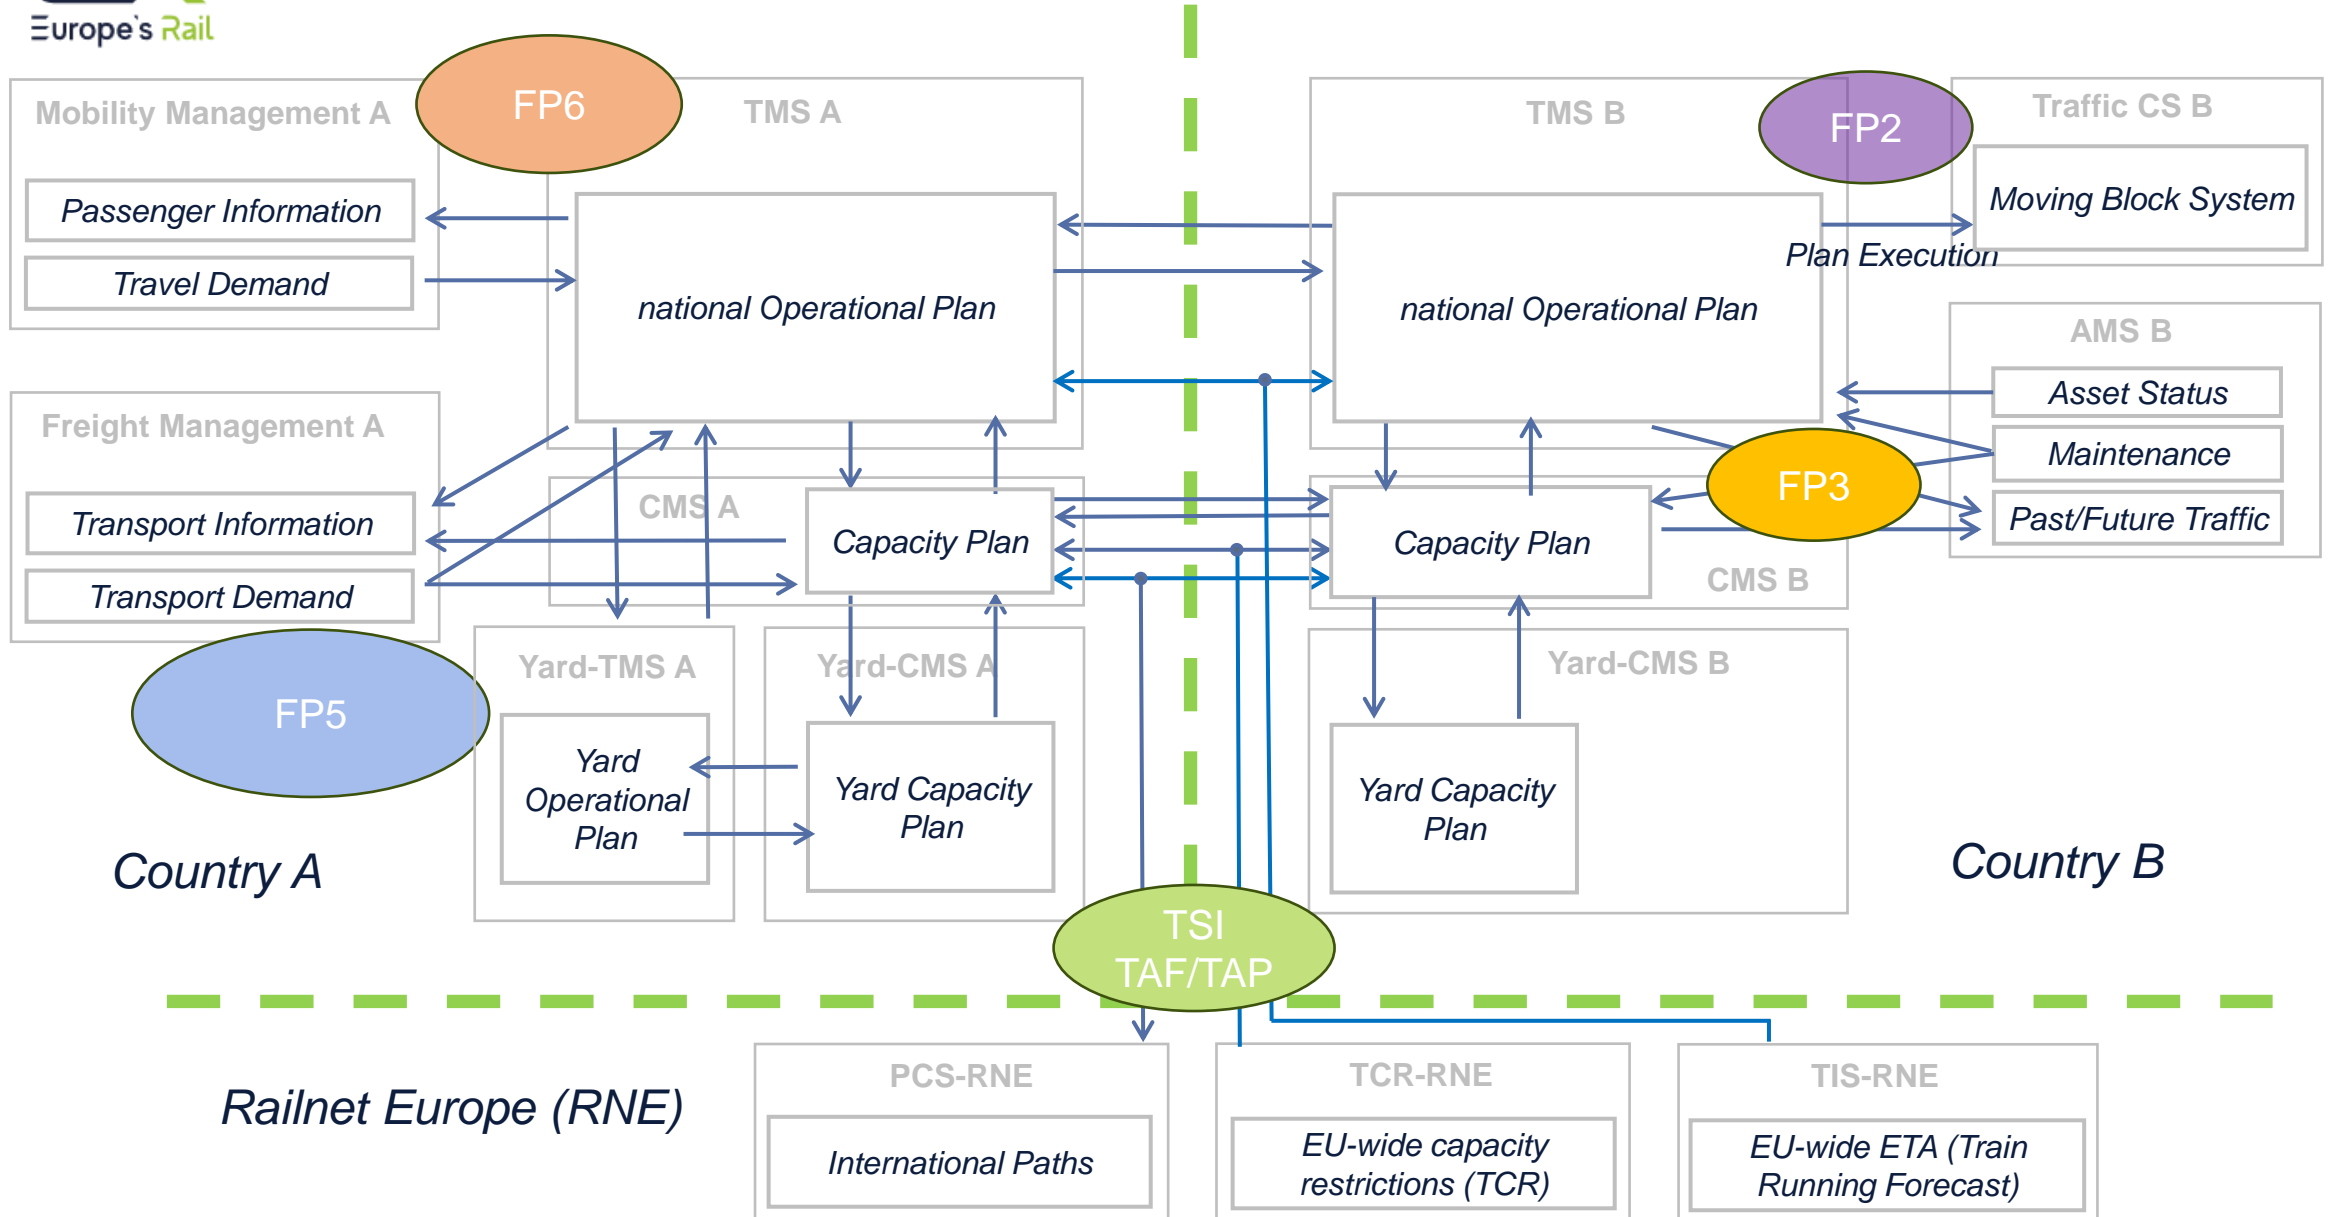 Europe's Rail
Mobility Management A
FP6
TMS A
Passenger Information
Travel Demand
national Operational Plan
TMS B
FP2
Traffic CS B
Moving Block System
Plan Execution
national Operational Plan
AMS B
Asset Status
Maintenance
Past/Future Traffic
FP3
Freight Management A
Transport Information
Transport Demand
CMS A
Capacity Plan
Capacity Plan
CMS B
FP5
Yard-TMS A
Yard
Operational
Plan
Yard-CMS A
Yard Capacity
Plan
Yard-CMS B
Yard Capacity
Plan
Country A
Country B
TSI
TAF/TAP
Railnet Europe (RNE)
PCS-RNE
International Paths
TCR-RNE
EU-wide capacity
restrictions (TCR)
TIS-RNE
EU-wide ETA (Train
Running Forecast)